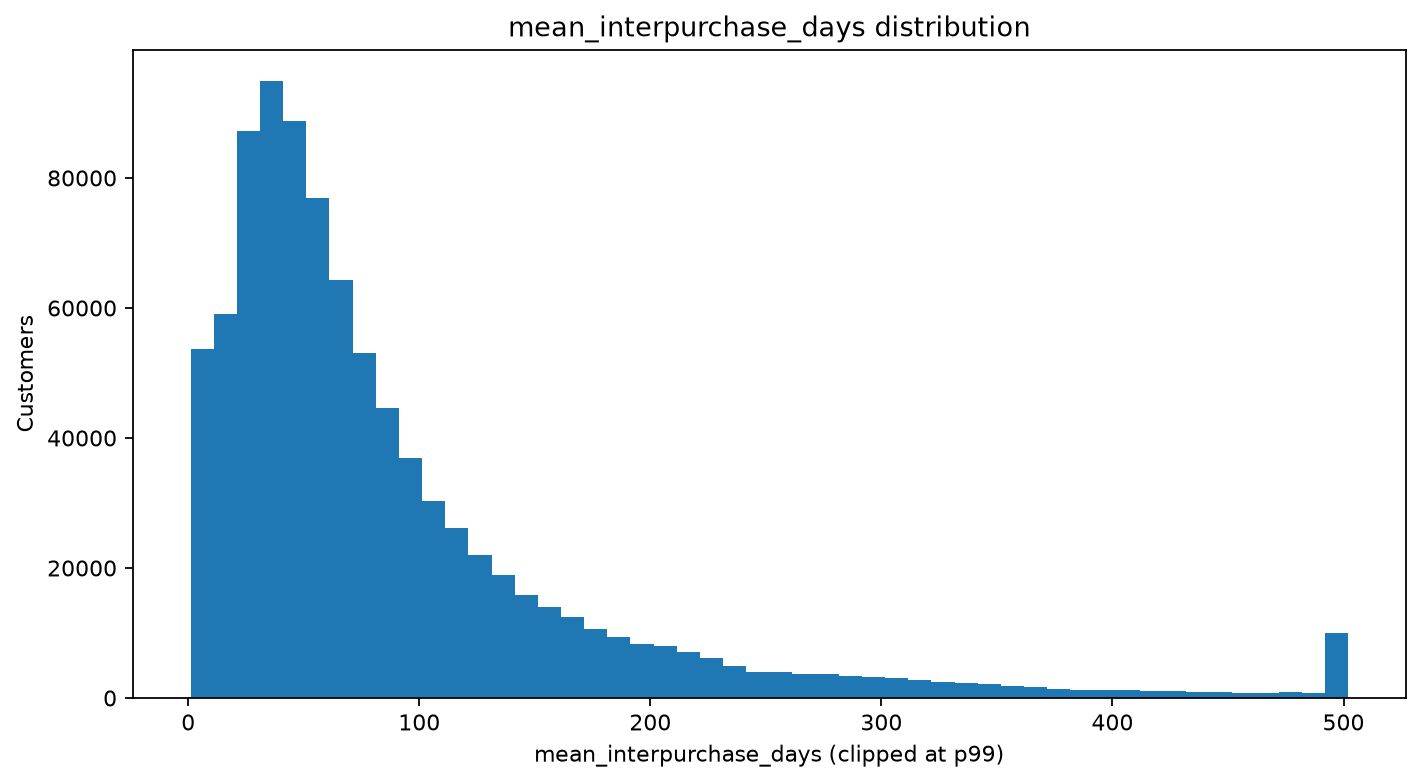 mean_interpurchase_days distribution
Customers
80000
60000
40000
20000
0
0 100 200 300 400 500
mean_interpurchase_days (clipped at p99)